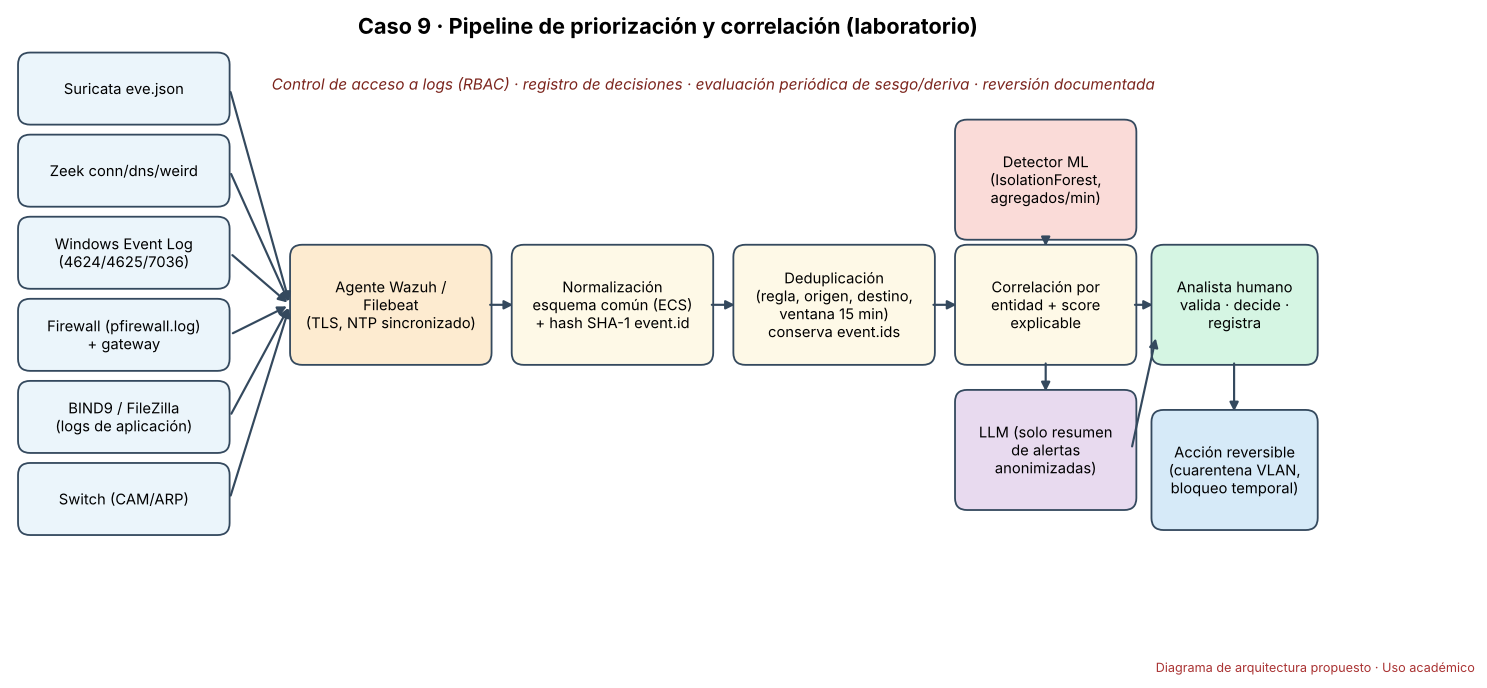 Caso 9 · Pipeline de priorización y correlación (laboratorio)
Control de acceso a logs (RBAC) · registro de decisiones · evaluación periódica de sesgo/deriva · reversión documentada
Suricata eve.json
Zeek conn/dns/weird
Windows Event Log
(4624/4625/7036)
Firewall (pfirewall.log)
+ gateway
BIND9 / FileZilla
(logs de aplicación)
Switch (CAM/ARP)
Agente Wazuh /
Filebeat
(TLS, NTP sincronizado)
Normalización
esquema común (ECS)
+ hash SHA-1 event.id
Deduplicación
(regla, origen, destino,
ventana 15 min)
conserva event.ids
Detector ML
(IsolationForest,
agregados/min)
Correlación por
entidad + score
explicable
LLM (solo resumen
de alertas
anonimizadas)
Analista humano
valida · decide ·
registra
Acción reversible
(cuarentena VLAN,
bloqueo temporal)
Diagrama de arquitectura propuesto · Uso académico